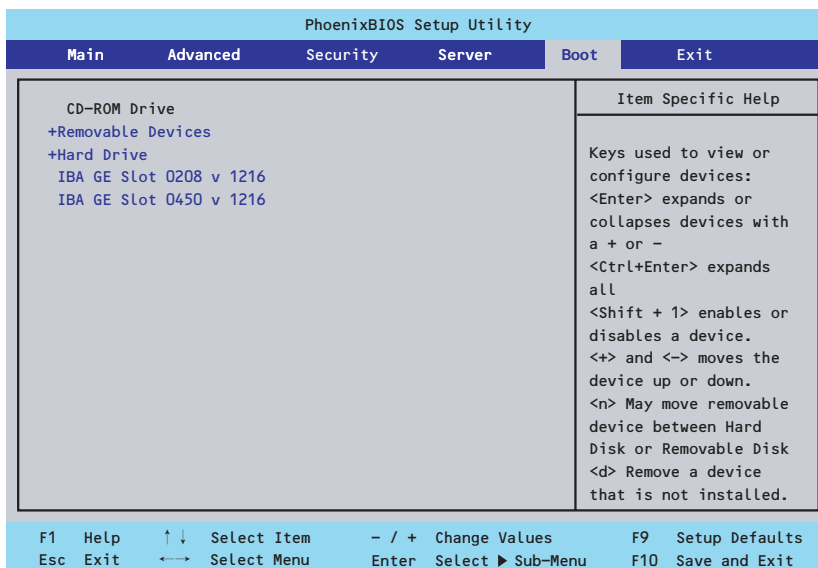 PhoenixBIOS Setup Utility
Main Advanced Security Server Boot Exit
CD-ROM Drive
+Removable Devices
+Hard Drive
IBA GE Slot 0208 v 1216
IBA GE Slot 0450 v 1216
Item Specific Help
Keys used to view or
configure devices:
<Enter> expands or
collapses devices with
a + or -
<Ctrl+Enter> expands
all
<Shift + 1> enables or
disables a device.
<+> and <-> moves the
device up or down.
<n> May move removable
device between Hard
Disk or Removable Disk
<d> Remove a device
that is not installed.
F1 Help ↑↓ Select Item - / + Change Values F9 Setup Defaults
Esc Exit ←→ Select Menu Enter Select ▶ Sub-Menu F10 Save and Exit